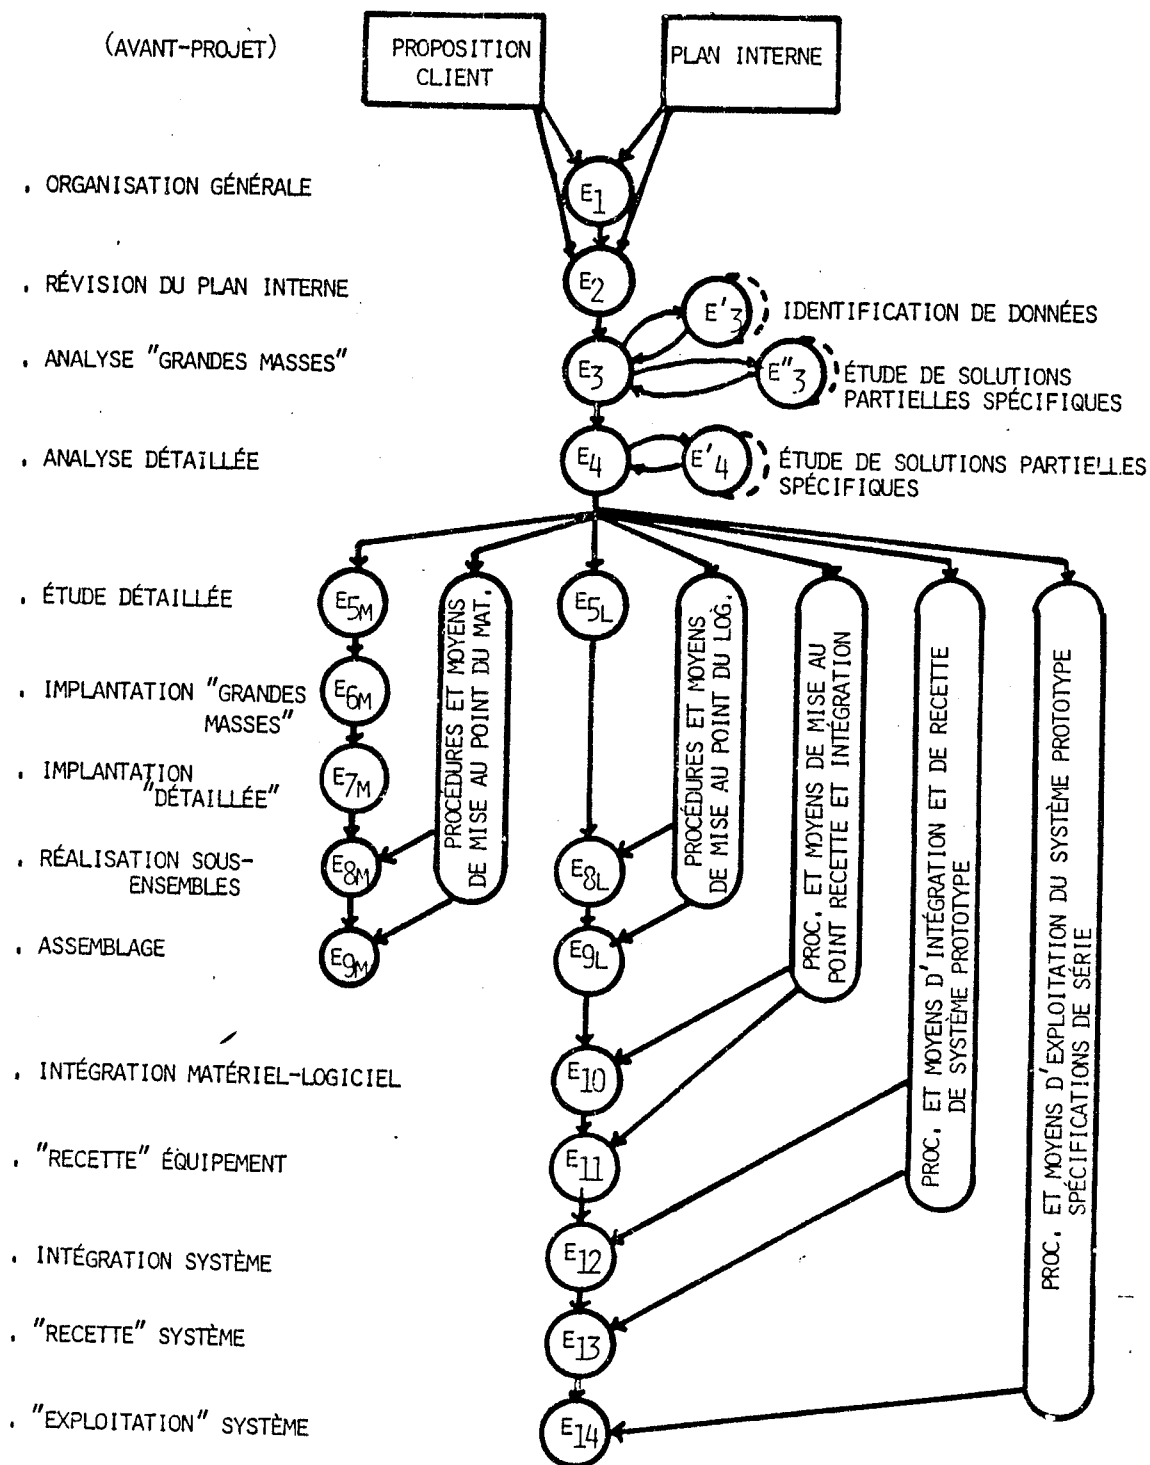 (AVANT-PROJET)
PROPOSITION
CLIENT
PLAN INTERNE
. ORGANISATION GÉNÉRALE
E1
. RÉVISION DU PLAN INTERNE
E2
E'3
IDENTIFICATION DE DONNÉES
. ANALYSE "GRANDES MASSES"
E3
E"3
ÉTUDE DE SOLUTIONS
PARTIELLES SPÉCIFIQUES
. ANALYSE DÉTAILLÉE
E4
E'4
ÉTUDE DE SOLUTIONS PARTIELLES
SPÉCIFIQUES
. ÉTUDE DÉTAILLÉE
E5M
E5L
. IMPLANTATION "GRANDES
MASSES"
E6M
. IMPLANTATION
"DÉTAILLÉE"
E7M
. RÉALISATION SOUS-
ENSEMBLES
E8M
E8L
. ASSEMBLAGE
E9M
E9L
PROCÉDURES ET MOYENS
DE MISE AU POINT DU MAT.
PROCÉDURES ET MOYENS
DE MISE AU POINT DU LOG.
PROC. ET MOYENS DE MISE AU
POINT RECETTE ET INTÉGRATION
PROC. ET MOYENS D'INTÉGRATION ET DE RECETTE
DE SYSTÈME PROTOTYPE
PROC. ET MOYENS D'EXPLOITATION DU SYSTÈME PROTOTYPE
SPÉCIFICATIONS DE SÉRIE
. INTÉGRATION MATÉRIEL-LOGICIEL
E10
. "RECETTE" ÉQUIPEMENT
E11
. INTÉGRATION SYSTÈME
E12
. "RECETTE" SYSTÈME
E13
. "EXPLOITATION" SYSTÈME
E14